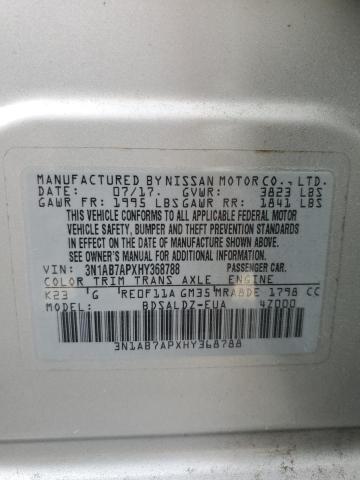 MANUFACTURED BY NISSAN MOTOR CO., LTD.
DATE: 07/17. GVWR: 3823 LBS
GAWR FR: 1995 LBS GAWR RR: 1841 LBS
THIS VEHICLE CONFORMS TO ALL APPLICABLE FEDERAL MOTOR
VEHICLE SAFETY, BUMPER AND THEFT PREVENTION STANDARDS
IN EFFECT ON THE DATE OF MANUFACTURE SHOWN ABOVE.
SEE OWNER'S MANUAL FOR ADDITIONAL INFORMATION.
VIN: 3N1AB7APXHY368788 PASSENGER CAR.
COLOR TRIM TRANS AXLE ENGINE
K23 G RE0F11A GM35 MRA8DE 1798 CC
MODEL: BDSALDZ-EUA 4Z000
3N1AB7APXHY368788